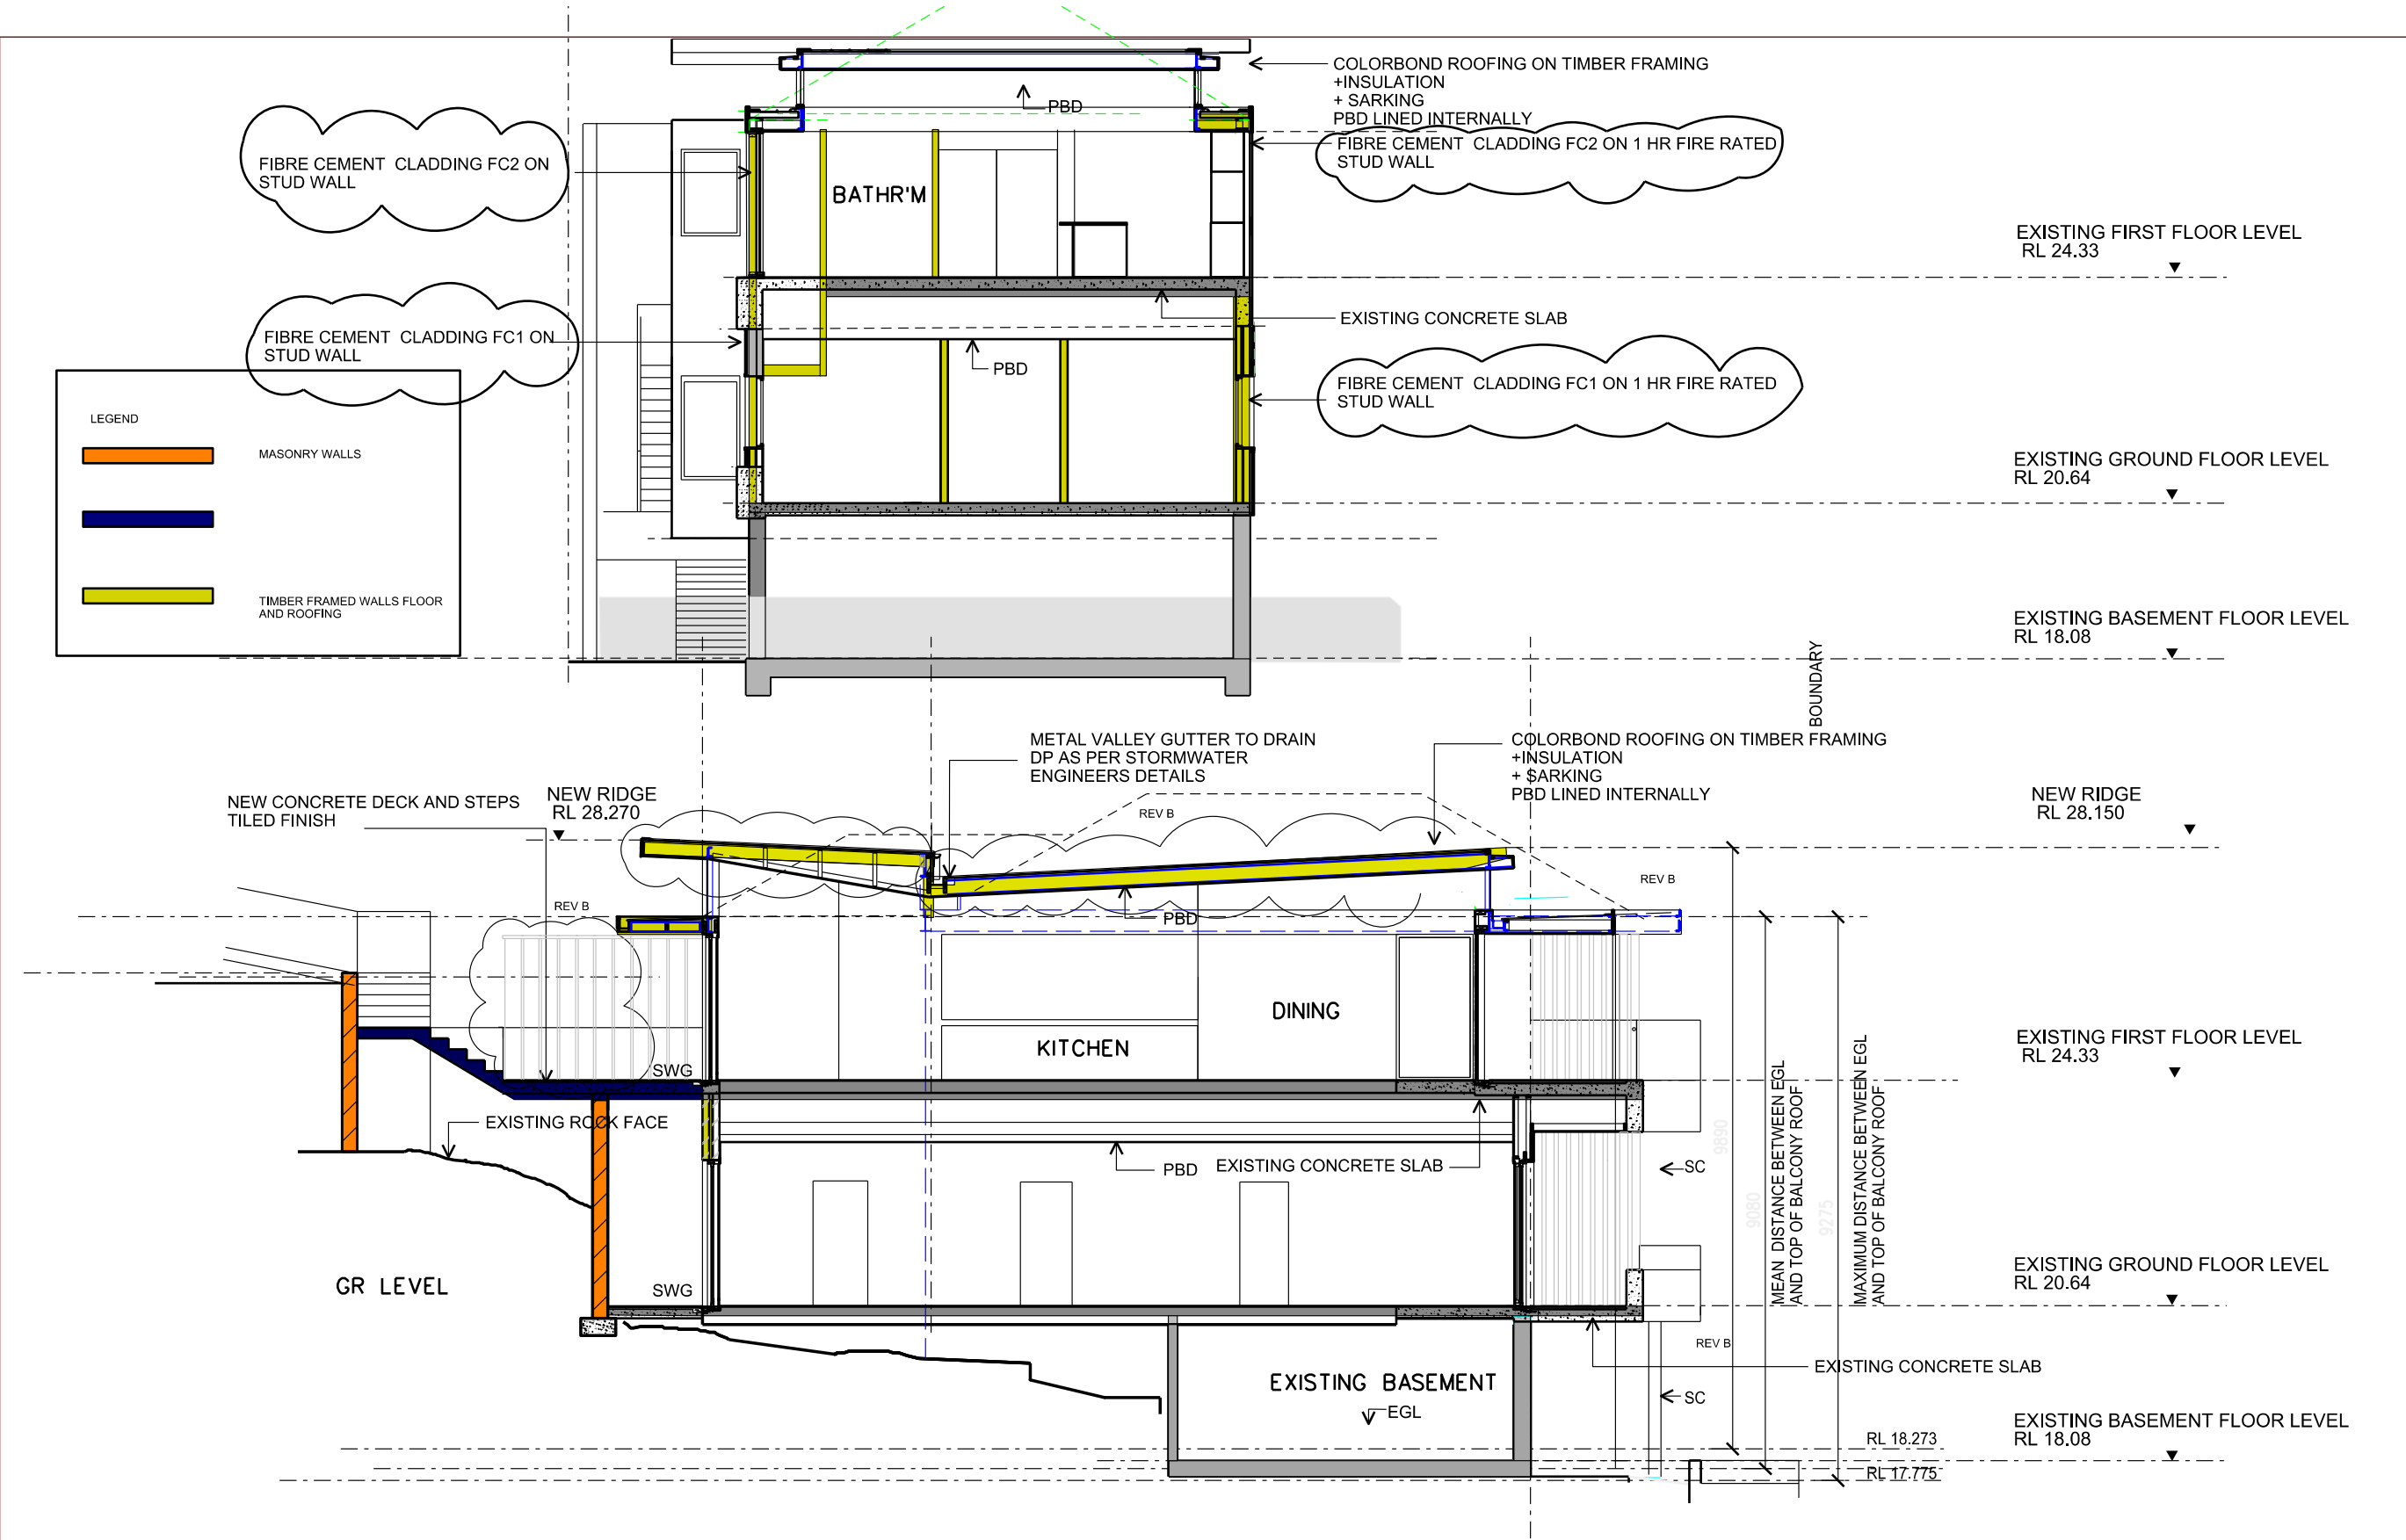 COLORBOND ROOFING ON TIMBER FRAMING
+INSULATION
+ SARKING
PBD LINED INTERNALLY
PBD
FIBRE CEMENT CLADDING FC2 ON
STUD WALL
FIBRE CEMENT CLADDING FC2 ON 1 HR FIRE RATED
STUD WALL
BATHR'M
EXISTING FIRST FLOOR LEVEL
RL 24.33
FIBRE CEMENT CLADDING FC1 ON
STUD WALL
EXISTING CONCRETE SLAB
PBD
FIBRE CEMENT CLADDING FC1 ON 1 HR FIRE RATED
STUD WALL
LEGEND
MASONRY WALLS
TIMBER FRAMED WALLS FLOOR
AND ROOFING
EXISTING GROUND FLOOR LEVEL
RL 20.64
EXISTING BASEMENT FLOOR LEVEL
RL 18.08
BOUNDARY
METAL VALLEY GUTTER TO DRAIN
DP AS PER STORMWATER
ENGINEERS DETAILS
COLORBOND ROOFING ON TIMBER FRAMING
+INSULATION
+ SARKING
PBD LINED INTERNALLY
NEW CONCRETE DECK AND STEPS
TILED FINISH
NEW RIDGE
RL 28.270
REV B
NEW RIDGE
RL 28.150
REV B
REV B
PBD
DINING
KITCHEN
SWG
EXISTING FIRST FLOOR LEVEL
RL 24.33
EXISTING ROCK FACE
PBD
EXISTING CONCRETE SLAB
SC
9890
9080
MEAN DISTANCE BETWEEN EGL
AND TOP OF BALCONY ROOF
9275
MAXIMUM DISTANCE BETWEEN EGL
AND TOP OF BALCONY ROOF
GR LEVEL
SWG
EXISTING GROUND FLOOR LEVEL
RL 20.64
REV B
EXISTING CONCRETE SLAB
EXISTING BASEMENT
EGL
SC
EXISTING BASEMENT FLOOR LEVEL
RL 18.08
RL 18.273
RL 17.775